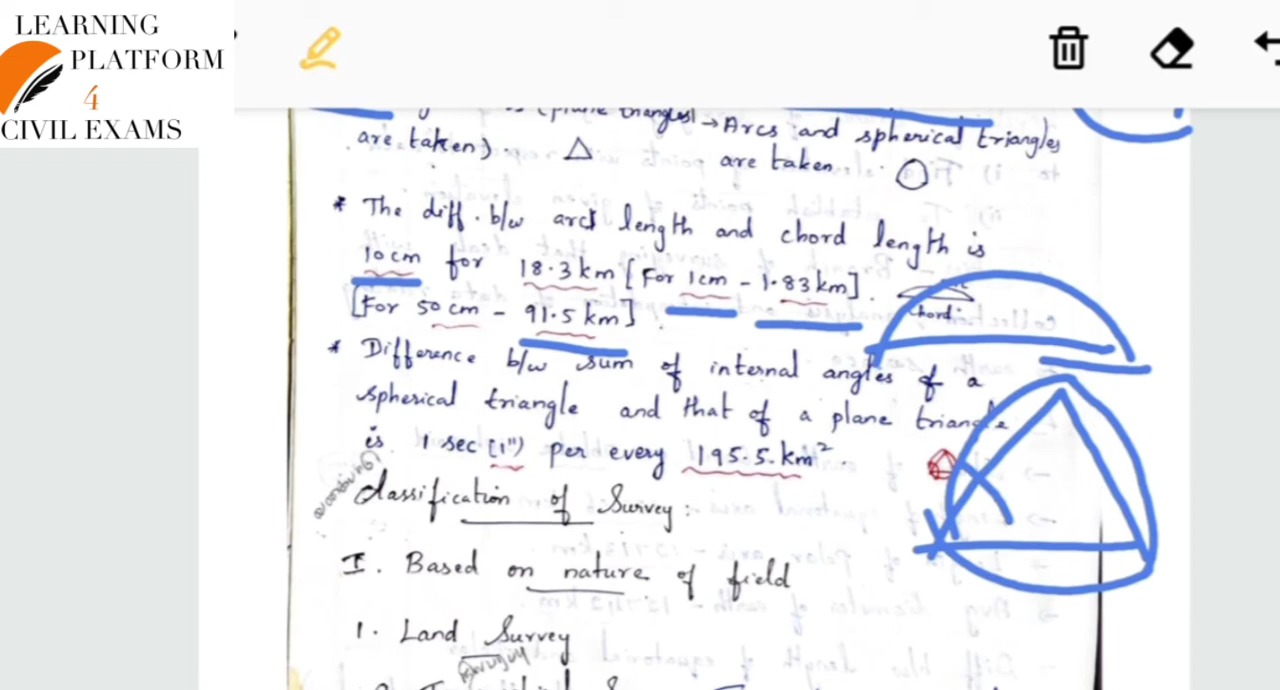 LEARNING
PLATFORM
4
CIVIL EXAMS
(plane triangles) → Arcs and spherical triangles
are taken) △ are taken.
* The diff. b/w arc length and chord length is
10 cm for 18.3 km [For 1cm - 1.83 km].
chord
[For 50 cm - 91.5 km].
* Difference b/w sum of internal angles of a
spherical triangle and that of a plane triangle
is 1 sec (1") per every 195.5. km².
Classification of Survey:
I. Based on nature of field
1. Land Survey